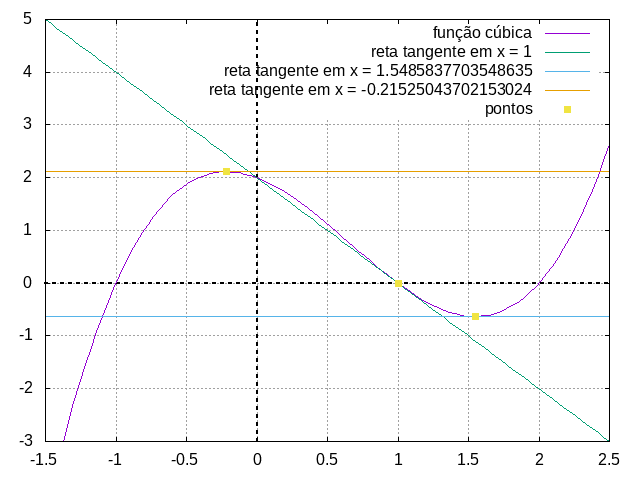 5
4
3
2
1
0
-1
-2
-3
-1.5 -1 -0.5 0 0.5 1 1.5 2 2.5
função cúbica
reta tangente em x = 1
reta tangente em x = 1.5485837703548635
reta tangente em x = -0.21525043702153024
pontos